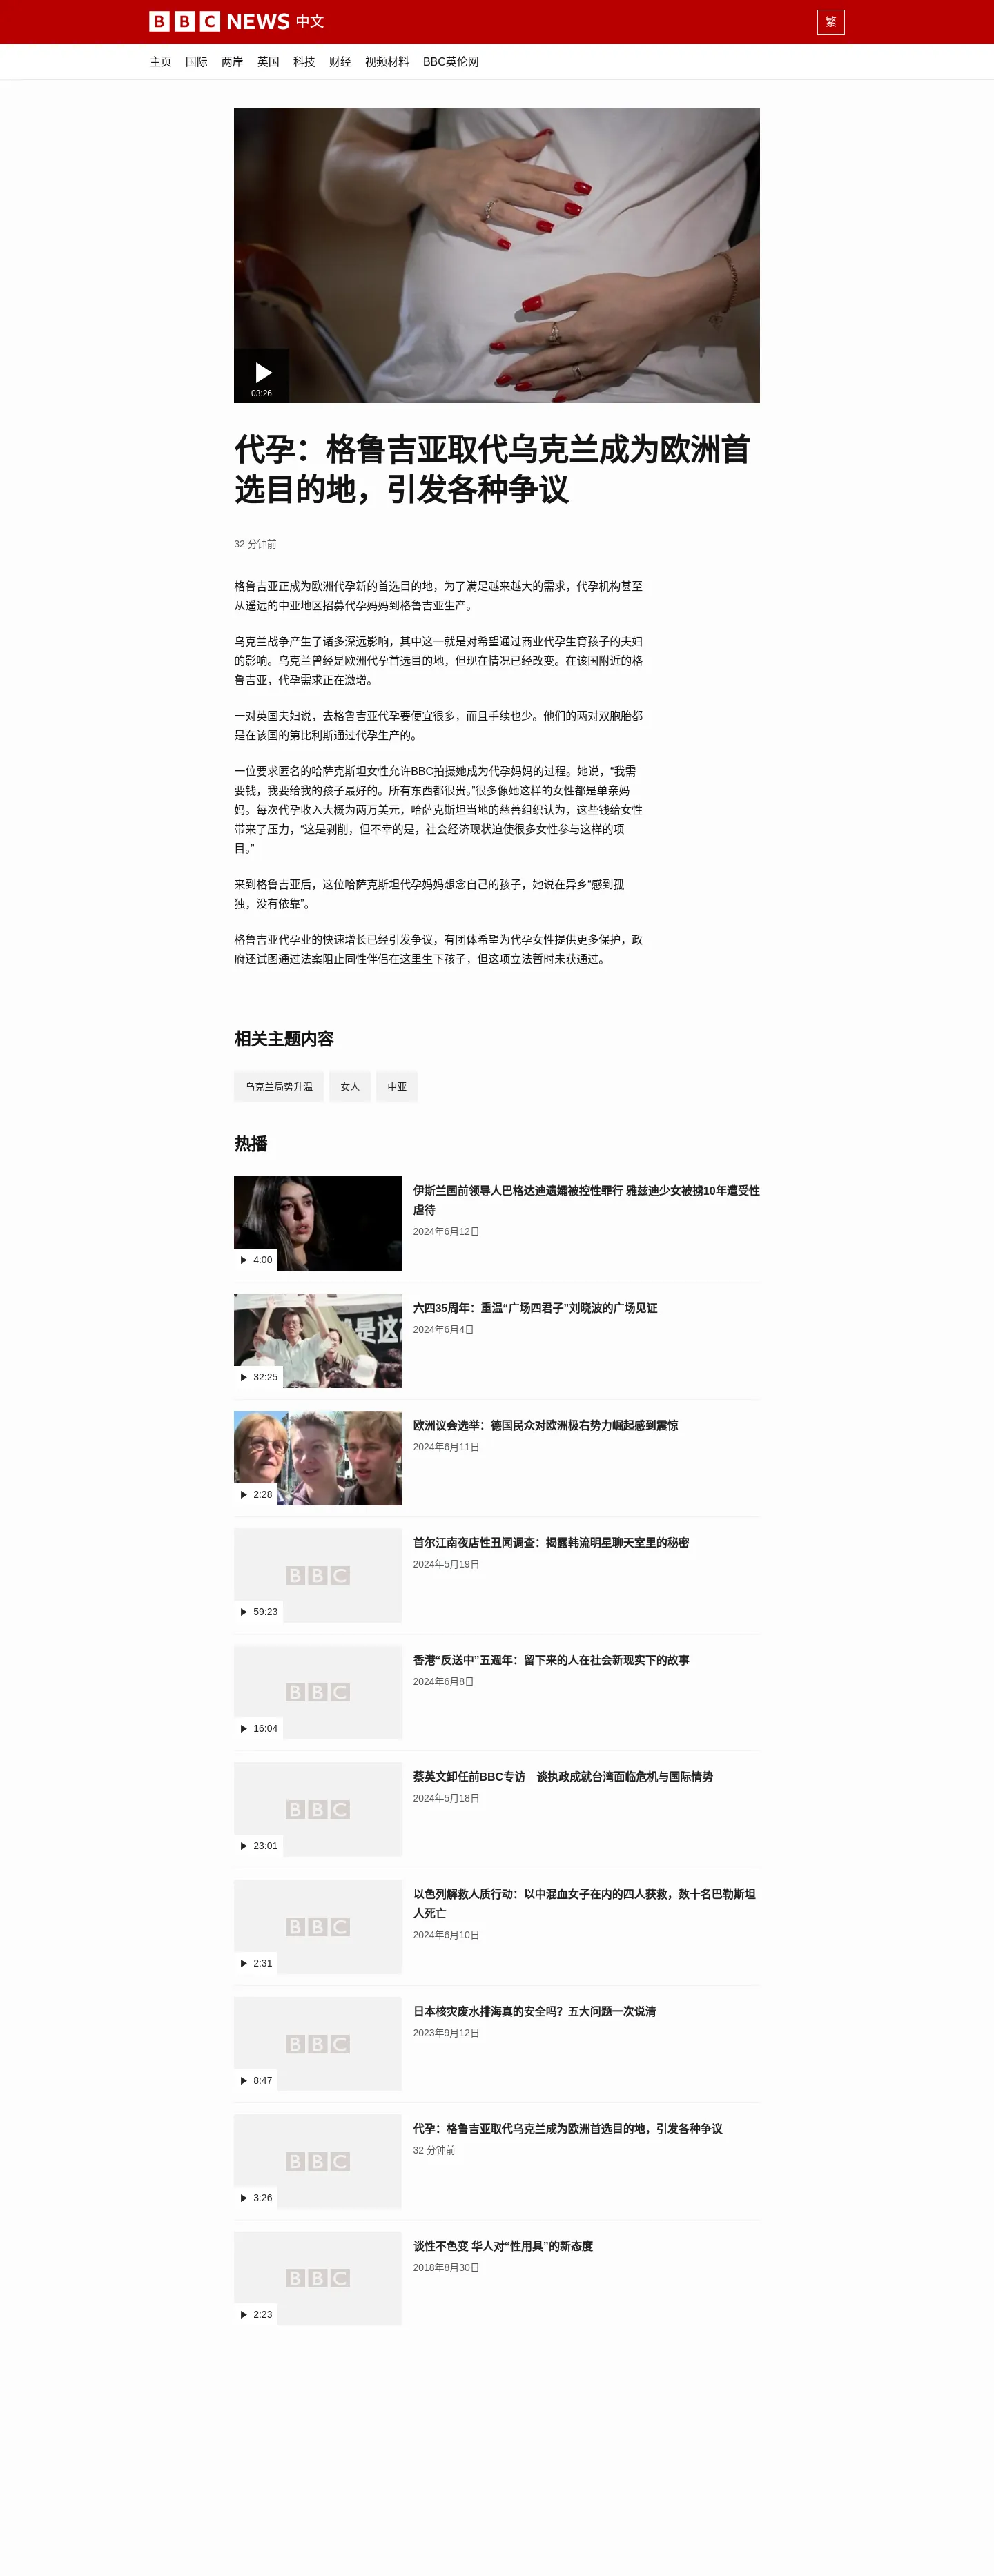 BBC NEWS 中文
繁
主页 国际 两岸 英国 科技 财经 视频材料 BBC英伦网
03:26
代孕：格鲁吉亚取代乌克兰成为欧洲首
选目的地，引发各种争议
32 分钟前
格鲁吉亚正成为欧洲代孕新的首选目的地，为了满足越来越大的需求，代孕机构甚至
从遥远的中亚地区招募代孕妈妈到格鲁吉亚生产。
乌克兰战争产生了诸多深远影响，其中这一就是对希望通过商业代孕生育孩子的夫妇
的影响。乌克兰曾经是欧洲代孕首选目的地，但现在情况已经改变。在该国附近的格
鲁吉亚，代孕需求正在激增。
一对英国夫妇说，去格鲁吉亚代孕要便宜很多，而且手续也少。他们的两对双胞胎都
是在该国的第比利斯通过代孕生产的。
一位要求匿名的哈萨克斯坦女性允许BBC拍摄她成为代孕妈妈的过程。她说，“我需
要钱，我要给我的孩子最好的。所有东西都很贵。”很多像她这样的女性都是单亲妈
妈。每次代孕收入大概为两万美元，哈萨克斯坦当地的慈善组织认为，这些钱给女性
带来了压力，“这是剥削，但不幸的是，社会经济现状迫使很多女性参与这样的项
目。”
来到格鲁吉亚后，这位哈萨克斯坦代孕妈妈想念自己的孩子，她说在异乡“感到孤
独，没有依靠”。
格鲁吉亚代孕业的快速增长已经引发争议，有团体希望为代孕女性提供更多保护，政
府还试图通过法案阻止同性伴侣在这里生下孩子，但这项立法暂时未获通过。
相关主题内容
乌克兰局势升温 女人 中亚
热播
伊斯兰国前领导人巴格达迪遗孀被控性罪行 雅兹迪少女被掳10年遭受性
虐待
2024年6月12日
4:00
六四35周年：重温“广场四君子”刘晓波的广场见证
2024年6月4日
是这
32:25
欧洲议会选举：德国民众对欧洲极右势力崛起感到震惊
2024年6月11日
2:28
首尔江南夜店性丑闻调查：揭露韩流明星聊天室里的秘密
2024年5月19日
BBC
59:23
香港“反送中”五週年：留下来的人在社会新现实下的故事
2024年6月8日
BBC
16:04
蔡英文卸任前BBC专访　谈执政成就台湾面临危机与国际情势
2024年5月18日
BBC
23:01
以色列解救人质行动：以中混血女子在内的四人获救，数十名巴勒斯坦
人死亡
2024年6月10日
BBC
2:31
日本核灾废水排海真的安全吗？五大问题一次说清
2023年9月12日
BBC
8:47
代孕：格鲁吉亚取代乌克兰成为欧洲首选目的地，引发各种争议
32 分钟前
BBC
3:26
谈性不色变 华人对“性用具”的新态度
2018年8月30日
BBC
2:23